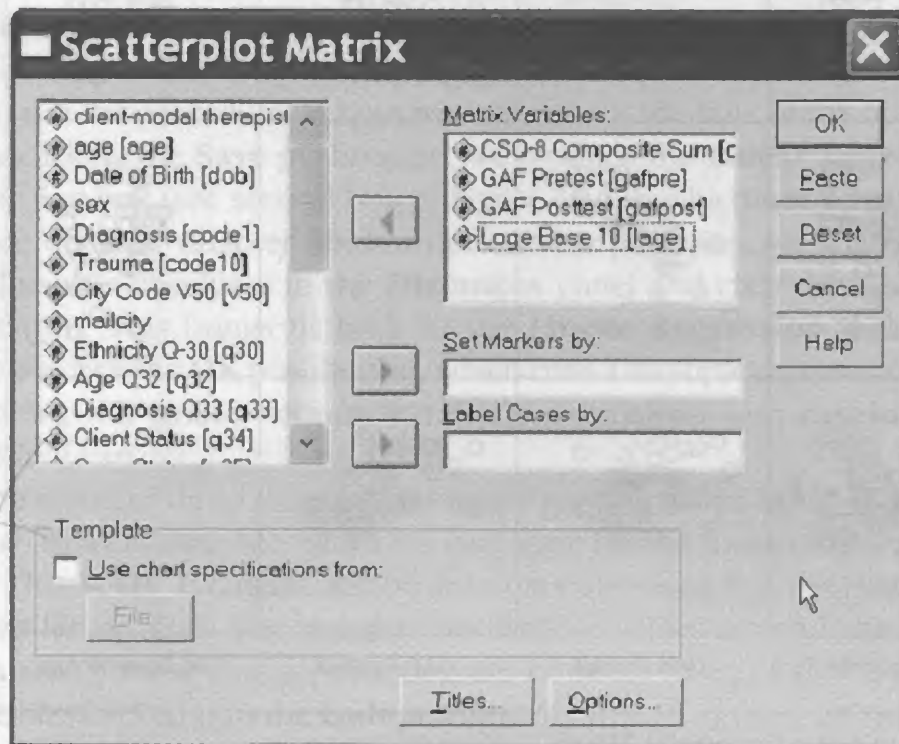 Scatterplot Matrix
client-modal therapist
age [age]
Date of Birth [dob]
sex
Diagnosis [code1]
Trauma [code10]
City Code V50 [v50]
mailcity
Ethnicity Q-30 [q30]
Age Q32 [q32]
Diagnosis Q33 [q33]
Client Status [q34]
Matrix Variables:
CSQ-8 Composite Sum [c
GAF Pretest [gafpre]
GAF Posttest [gafpost]
Loge Base 10 [lage]
Set Markers by:
Label Cases by:
OK
Paste
Reset
Cancel
Help
Template
Use chart specifications from:
File
Titles...
Options...